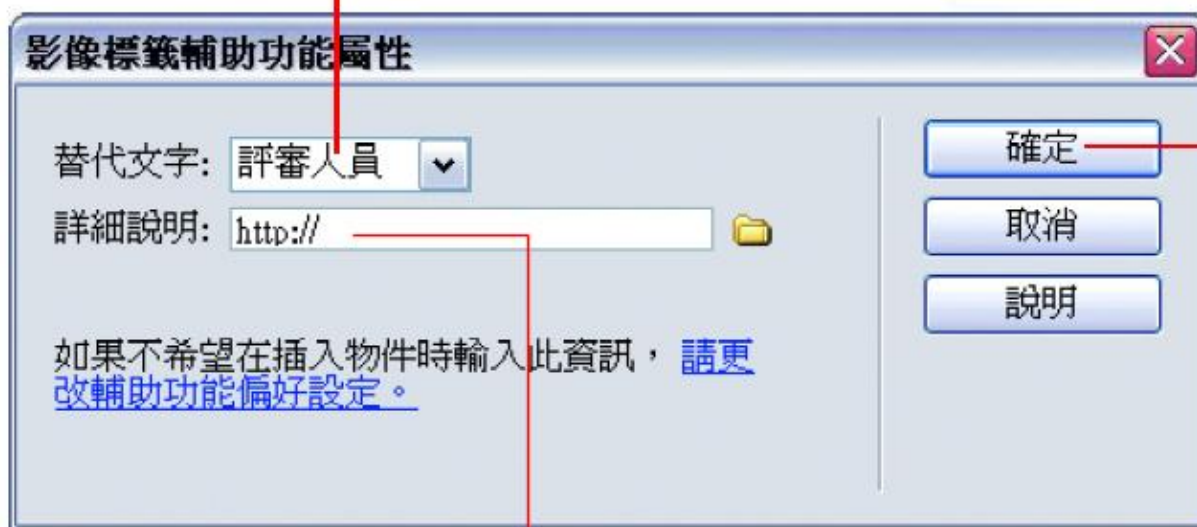 影像標籤輔助功能屬性
替代文字: 評審人員
確定
詳細說明: http://
取消
說明
如果不希望在插入物件時輸入此資訊， 請更
改輔助功能偏好設定。